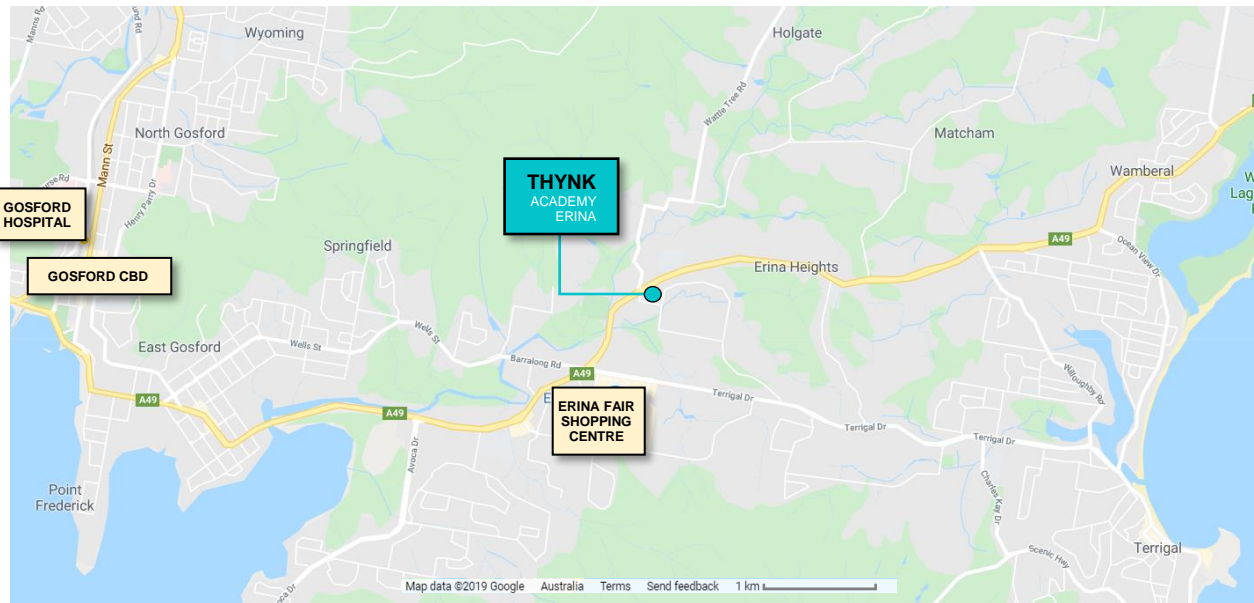 Manns Rd
Wyoming
Holgate
Wattle Tree Rd
North Gosford
Mann St
Henry Parry Dr
Matcham
Wamberal
THYNK
ACADEMY
ERINA
GOSFORD
HOSPITAL
Springfield
GOSFORD CBD
A49
Ocean View Dr
Erina Heights
East Gosford
Wells St
Wells St
Barralong Rd
A49
Terrigal Dr
Willoughby Rd
A49
A49
ERINA FAIR
SHOPPING
CENTRE
Terrigal Dr
Terrigal Dr
Avoca Dr
Charles Kay Dr
Point
Frederick
Scenic Hwy
Terrigal
Map data ©2019 Google Australia Terms Send feedback 1 km